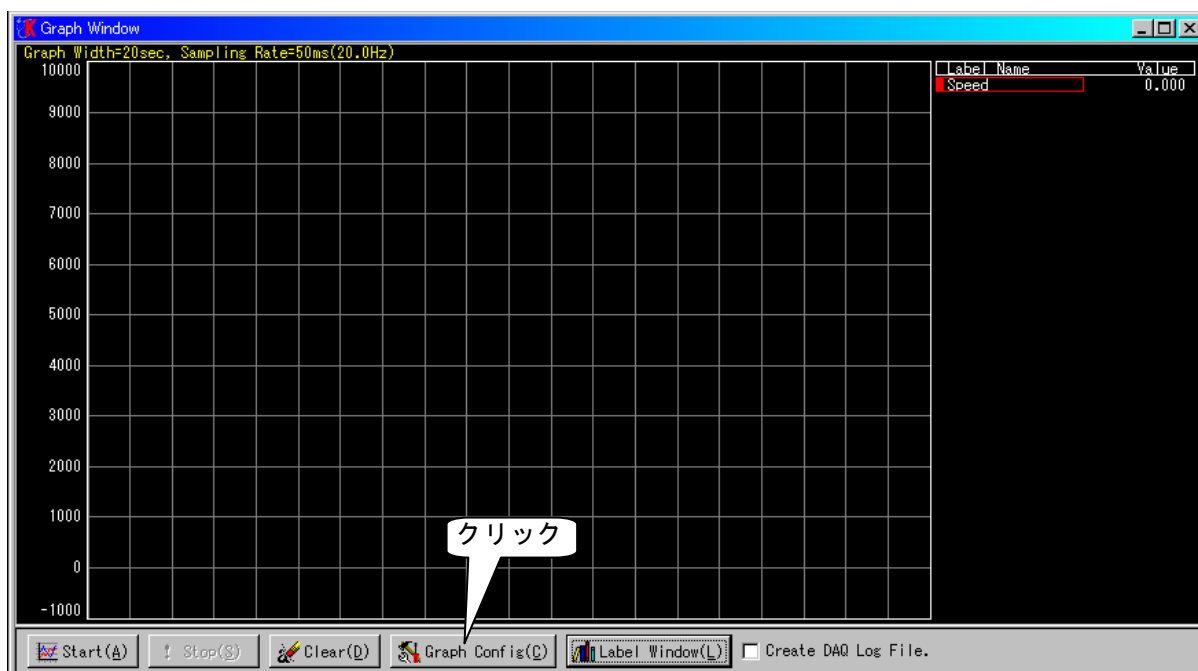 Graph Window
Graph Width=20sec, Sampling Rate=50ms(20.0Hz)
Label Name Value
Speed 0.000
10000
9000
8000
7000
6000
5000
4000
3000
2000
1000
0
-1000
クリック
Start(A) Stop(S) Clear(D) Graph Config(C) Label Window(L) Create DAQ Log File.